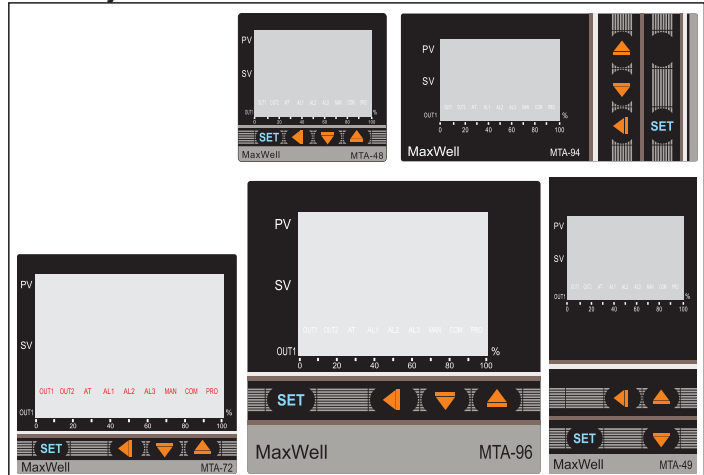 PV
SV
OUT1 OUT2 AT AL1 AL2 AL3 MAN COM PRO
OUT1
0 20 40 60 80 100 %
SET
MaxWell MTA-48
PV
SV
OUT1 OUT2 AT AL1 AL2 AL3 MAN COM PRO
OUT1
0 20 40 60 80 100 %
MaxWell MTA-94
SET
PV
SV
OUT1 OUT2 AT AL1 AL2 AL3 MAN COM PRO
OUT1
0 20 40 60 80 100 %
SET
MaxWell MTA-72
PV
SV
OUT1 OUT2 AT AL1 AL2 AL3 MAN COM PRO
OUT1
0 20 40 60 80 100 %
SET
MaxWell MTA-96
PV
SV
OUT1 OUT2 AT AL1 AL2 AL3 MAN COM PRO
OUT1
0 20 40 60 80 100 %
SET
MaxWell MTA-49